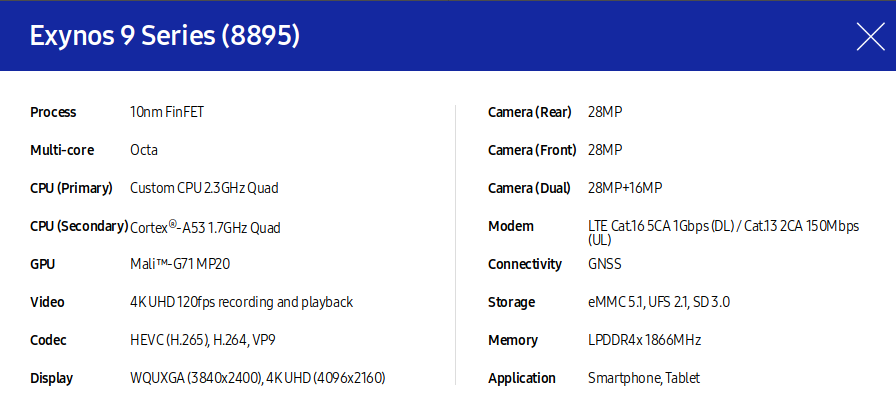 Exynos 9 Series (8895)
Process 10nm FinFET
Multi-core Octa
CPU (Primary) Custom CPU 2.3GHz Quad
CPU (Secondary) Cortex®-A53 1.7GHz Quad
GPU Mali™-G71 MP20
Video 4K UHD 120fps recording and playback
Codec HEVC (H.265), H.264, VP9
Display WQUXGA (3840x2400), 4K UHD (4096x2160)
Camera (Rear) 28MP
Camera (Front) 28MP
Camera (Dual) 28MP+16MP
Modem LTE Cat.16 5CA 1Gbps (DL) / Cat.13 2CA 150Mbps
(UL)
Connectivity GNSS
Storage eMMC 5.1, UFS 2.1, SD 3.0
Memory LPDDR4x 1866MHz
Application Smartphone, Tablet